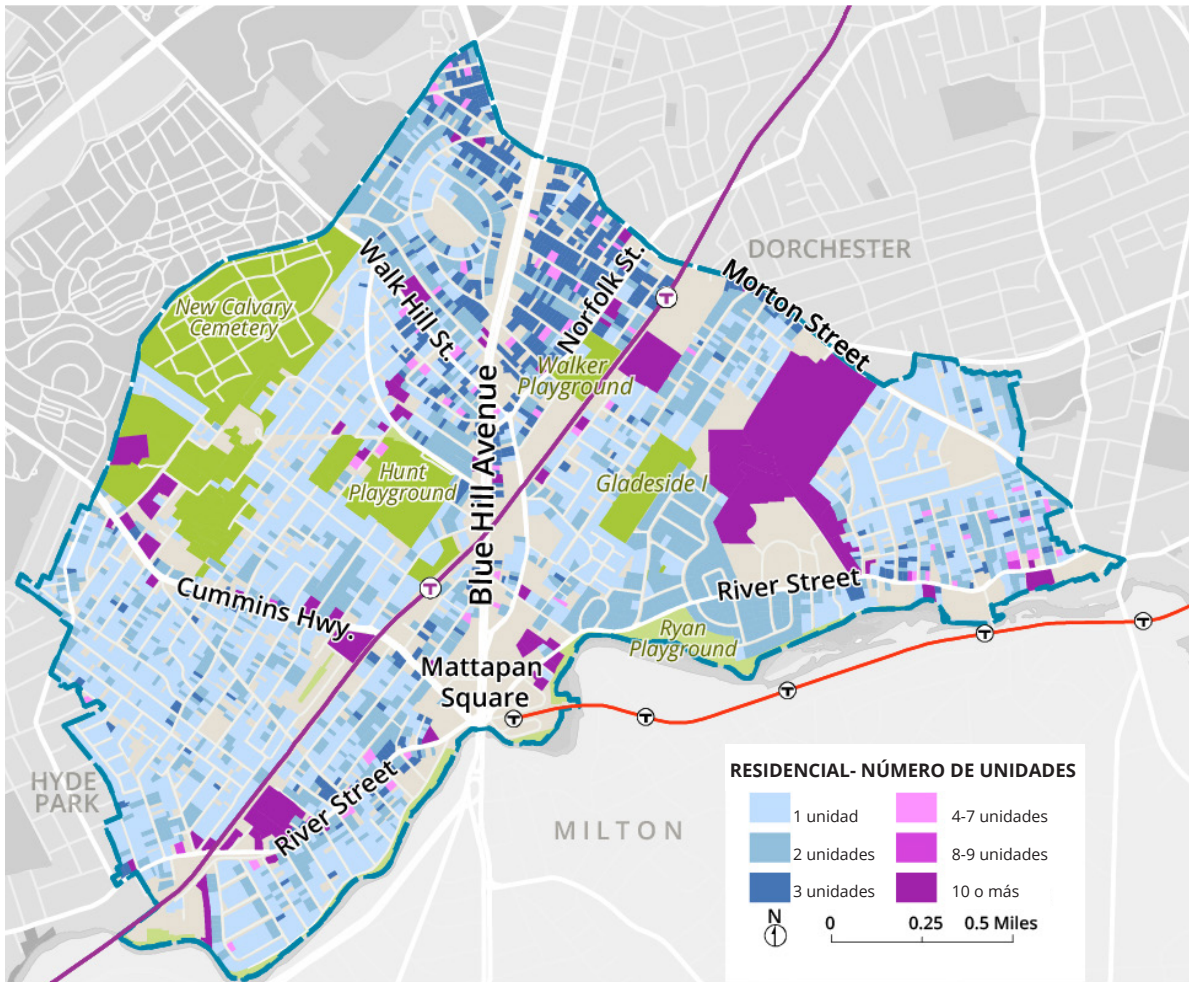 DORCHESTER
Morton Street
Norfolk St.
Walk Hill St.
New Calvary
Cemetery
Walker
Playground
Blue Hill Avenue
Hunt
Playground
Gladeside I
River Street
Cummins Hwy.
Ryan
Playground
Mattapan
Square
T
T
T
T
T
T
T
HYDE
PARK
River Street
MILTON
RESIDENCIAL- NÚMERO DE UNIDADES
1 unidad
2 unidades
3 unidades
4-7 unidades
8-9 unidades
10 o más
N
0 0.25 0.5 Miles